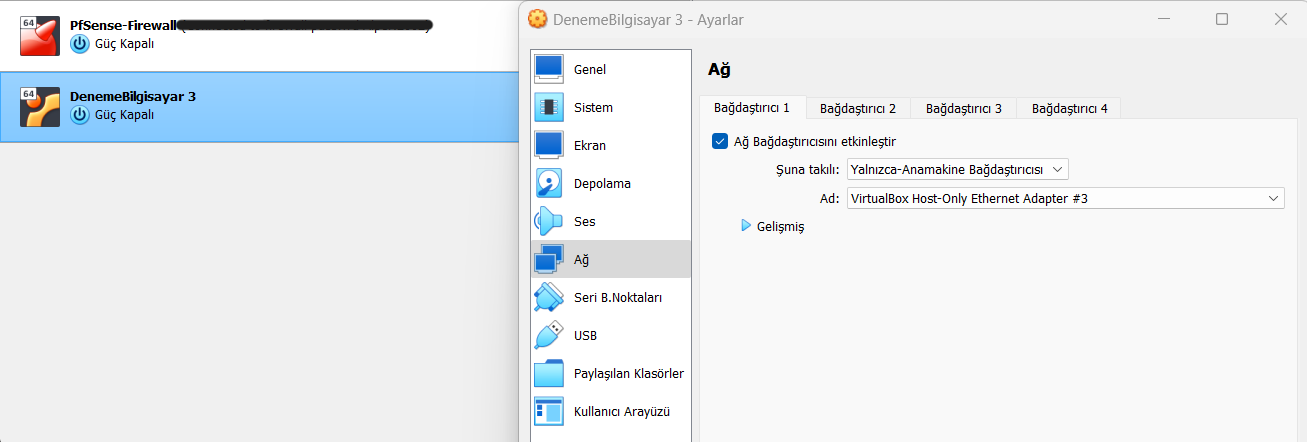 64
PfSense-Firewall
Güç Kapalı
64
DenemeBilgisayar 3
Güç Kapalı
DenemeBilgisayar 3 - Ayarlar
Genel
Sistem
Ekran
Depolama
Ses
Ağ
Seri B.Noktaları
USB
Paylaşılan Klasörler
Kullanıcı Arayüzü
Ağ
Bağdaştırıcı 1 Bağdaştırıcı 2 Bağdaştırıcı 3 Bağdaştırıcı 4
Ağ Bağdaştırıcısını etkinleştir
Şuna takılı: Yalnızca-Anamakine Bağdaştırıcısı
Ad: VirtualBox Host-Only Ethernet Adapter #3
Gelişmiş